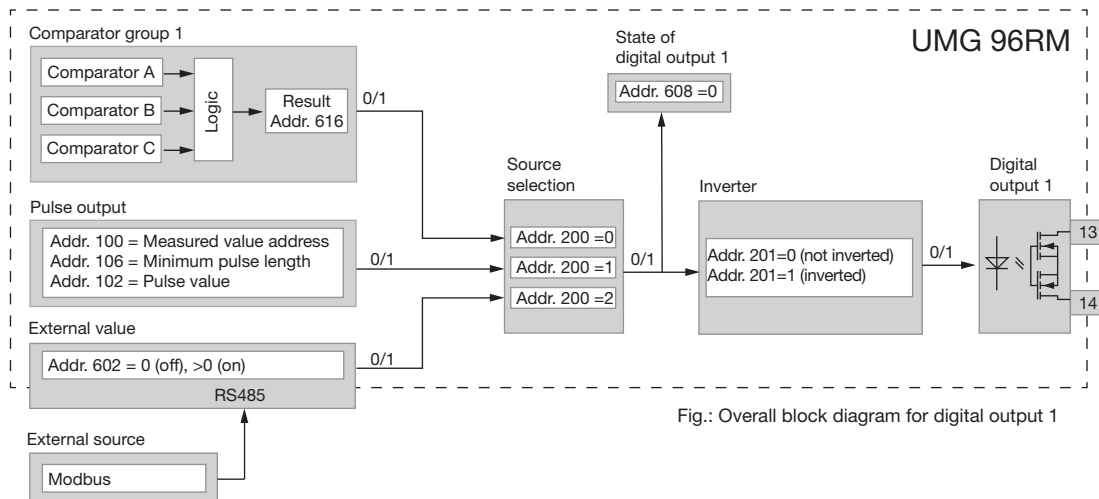 UMG 96RM
Comparator group 1
Comparator A
Comparator B
Comparator C
Logic
Result
Addr. 616
0/1
State of
digital output 1
Addr. 608 =0
Pulse output
Addr. 100 = Measured value address
Addr. 106 = Minimum pulse length
Addr. 102 = Pulse value
0/1
External value
Addr. 602 = 0 (off), >0 (on)
RS485
0/1
External source
Modbus
Source
selection
Addr. 200 =0
Addr. 200 =1
Addr. 200 =2
0/1
Inverter
Addr. 201=0 (not inverted)
Addr. 201=1 (inverted)
0/1
Digital
output 1
13
14
Fig.: Overall block diagram for digital output 1